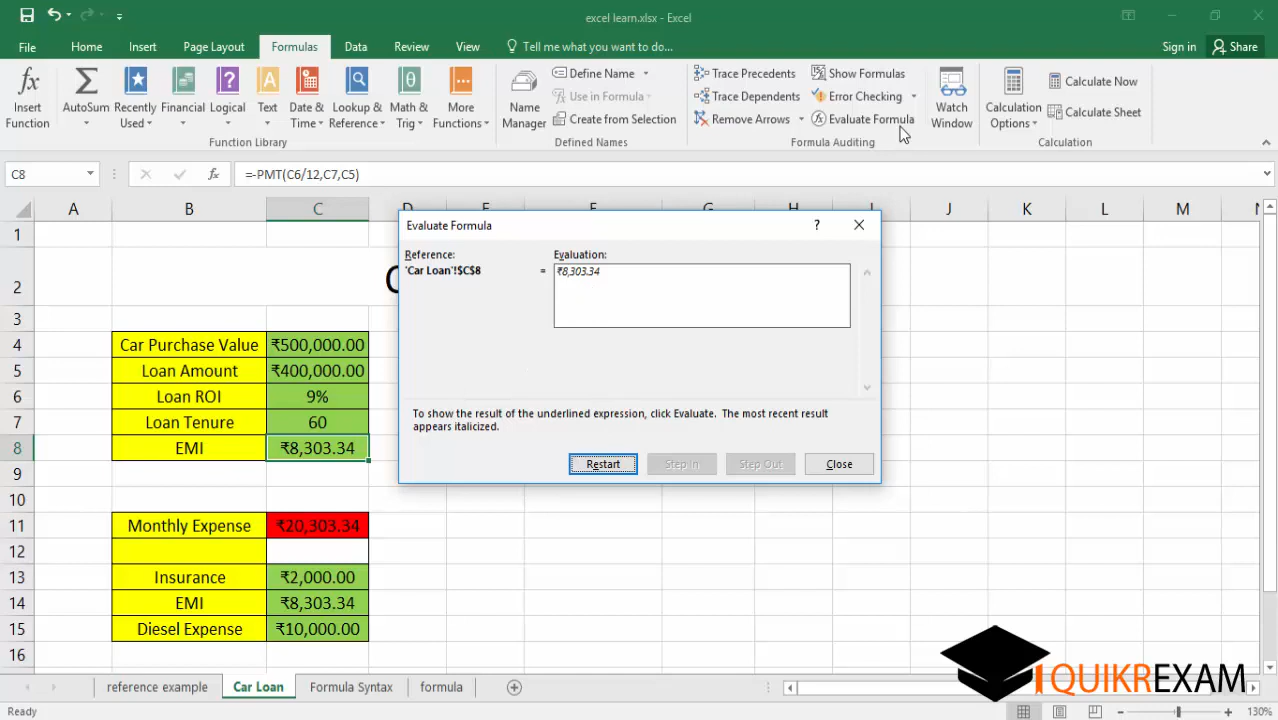 excel learn.xlsx - Excel
File Home Insert Page Layout Formulas Data Review View Tell me what you want to do... Sign in Share
Insert Function
AutoSum
Recently Used
Financial
Logical
Text
Date & Time
Lookup & Reference
Math & Trig
More Functions
Function Library
Name Manager
Define Name
Use in Formula
Create from Selection
Defined Names
Trace Precedents
Trace Dependents
Remove Arrows
Show Formulas
Error Checking
Evaluate Formula
Formula Auditing
Watch Window
Calculation Options
Calculate Now
Calculate Sheet
Calculation
C8 fx =-PMT(C6/12,C7,C5)
A B C D E F G H I J K L M N
1
2 C
3
4 Car Purchase Value ₹500,000.00
5 Loan Amount ₹400,000.00
6 Loan ROI 9%
7 Loan Tenure 60
8 EMI ₹8,303.34
9
10
11 Monthly Expense ₹20,303.34
12
13 Insurance ₹2,000.00
14 EMI ₹8,303.34
15 Diesel Expense ₹10,000.00
16
Evaluate Formula ?
Reference: Evaluation:
'Car Loan'!$C$8 = ₹8,303.34
To show the result of the underlined expression, click Evaluate. The most recent result
appears italicized.
Restart Step In Step Out Close
QUIKREXAM
reference example Car Loan Formula Syntax formula
Ready 130%